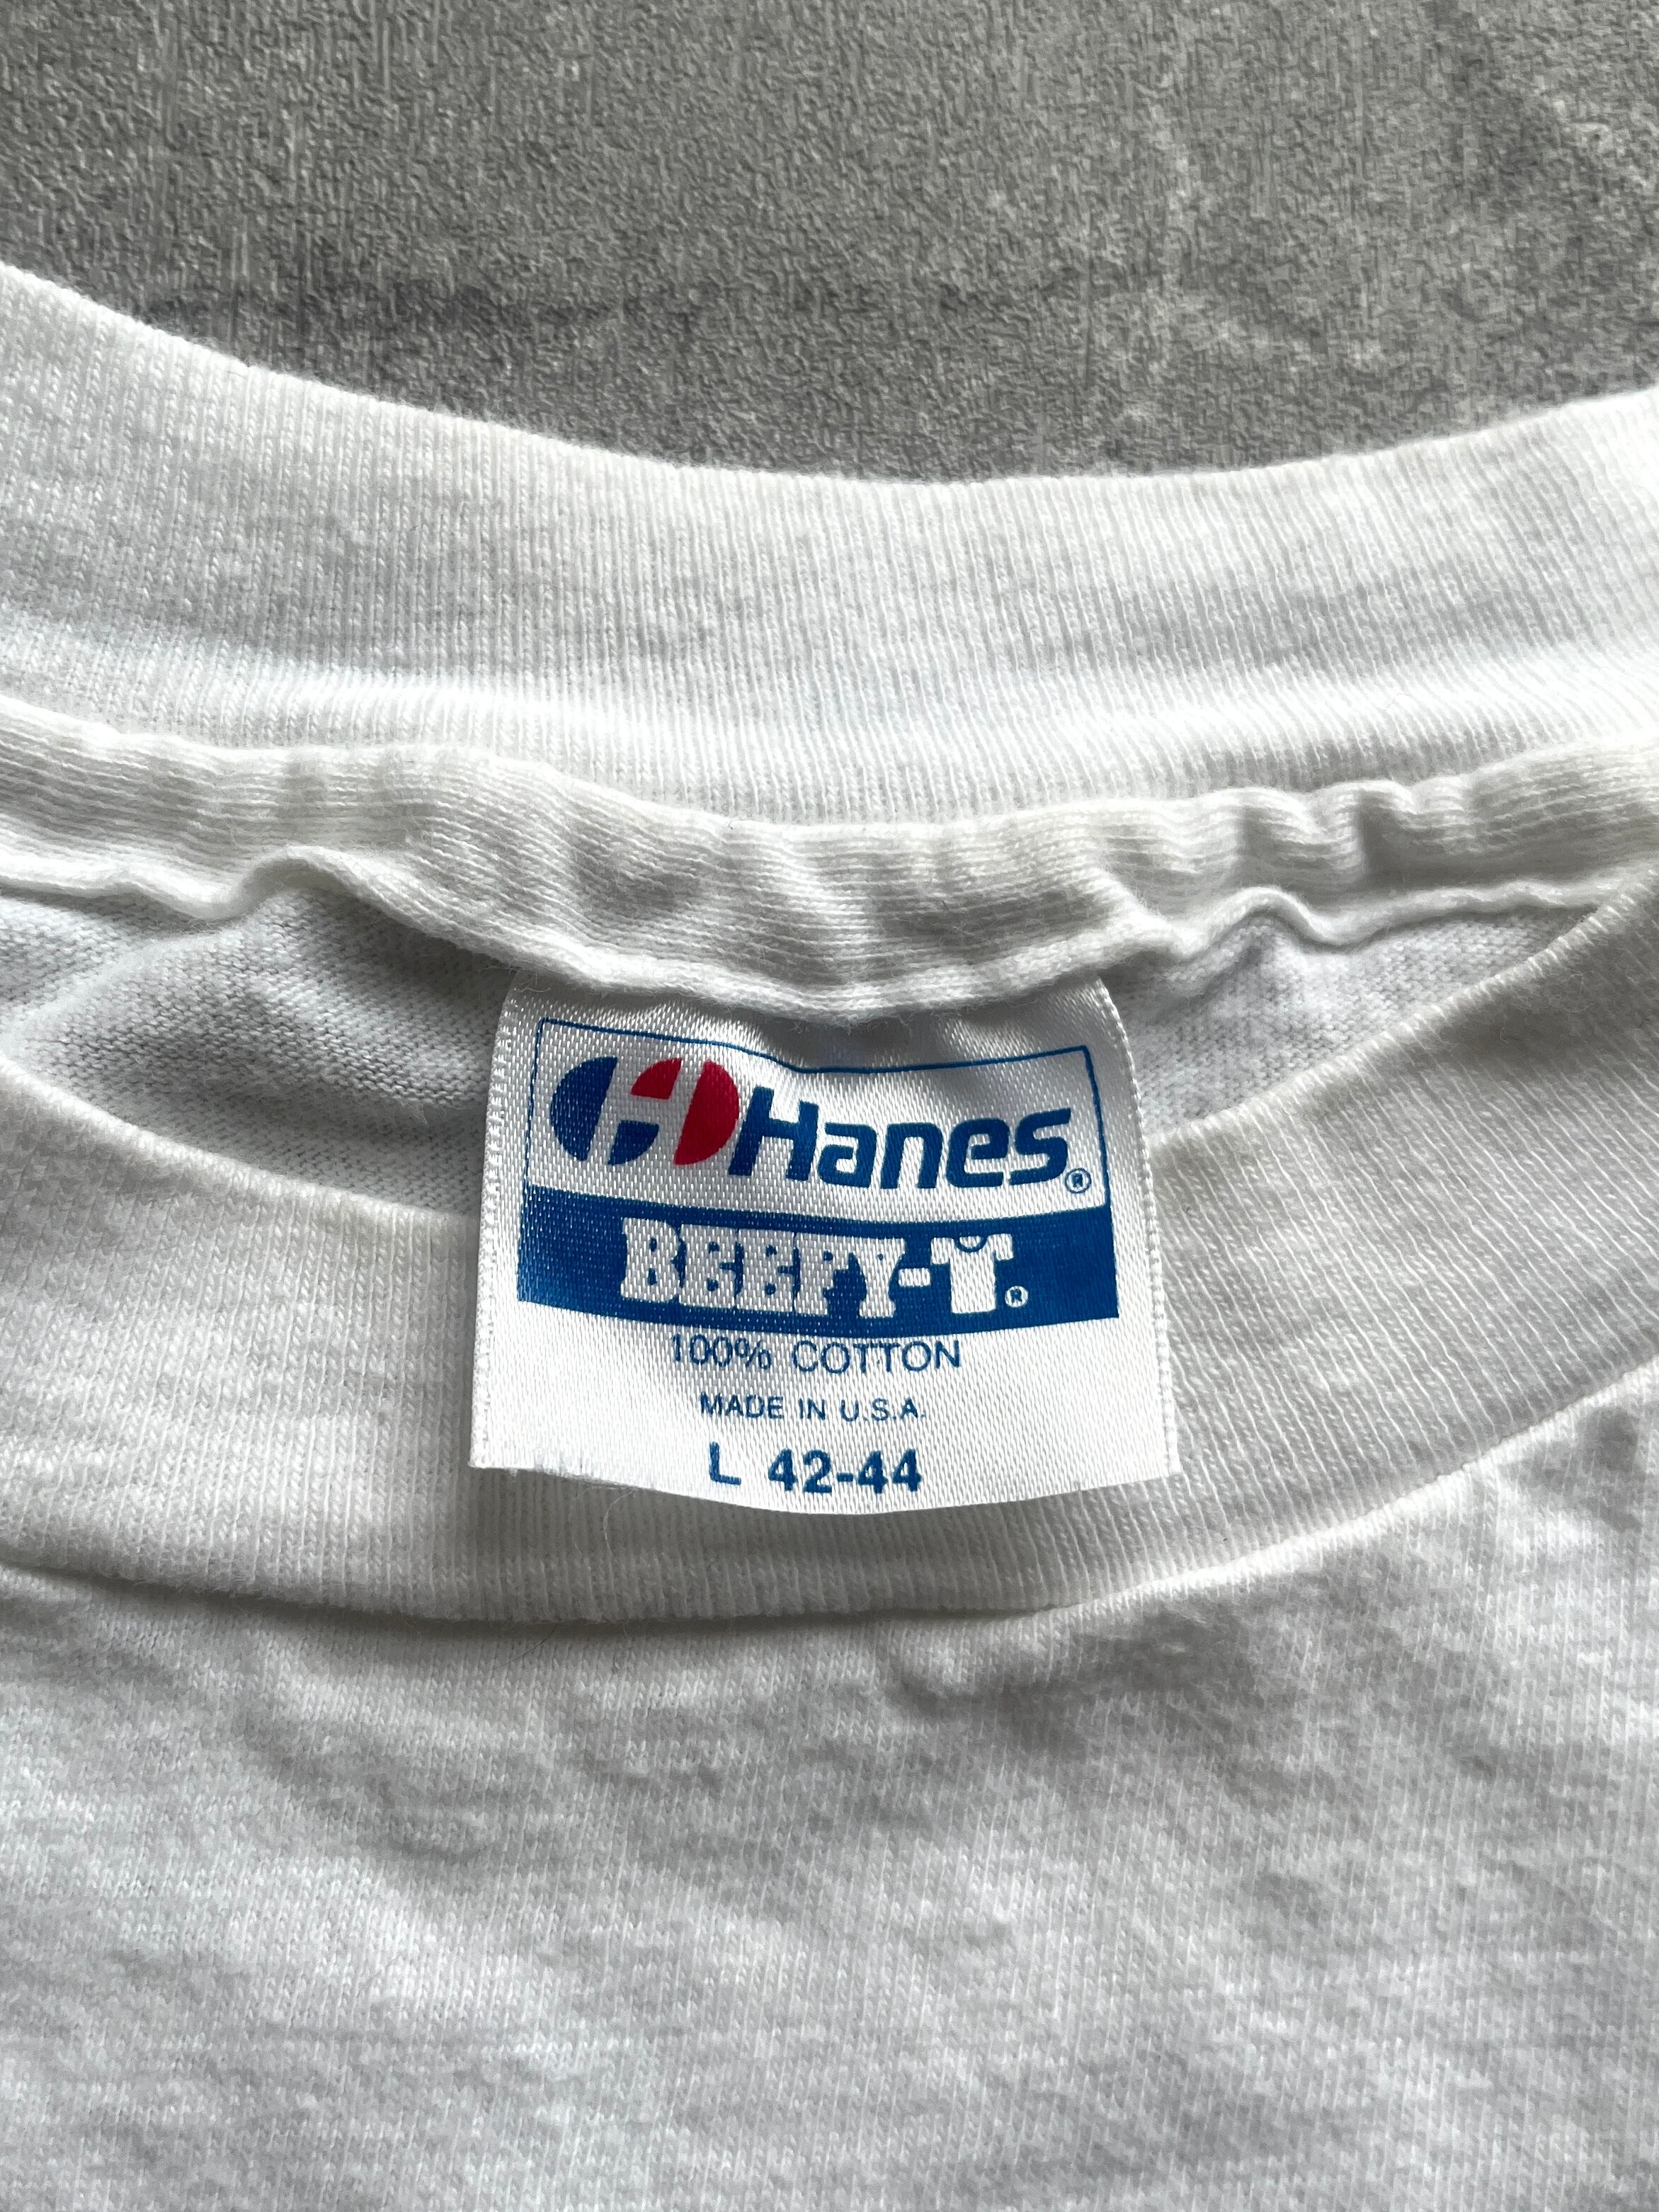 Hanes®
BEEFY-T®
100% COTTON
MADE IN U.S.A.
L 42-44